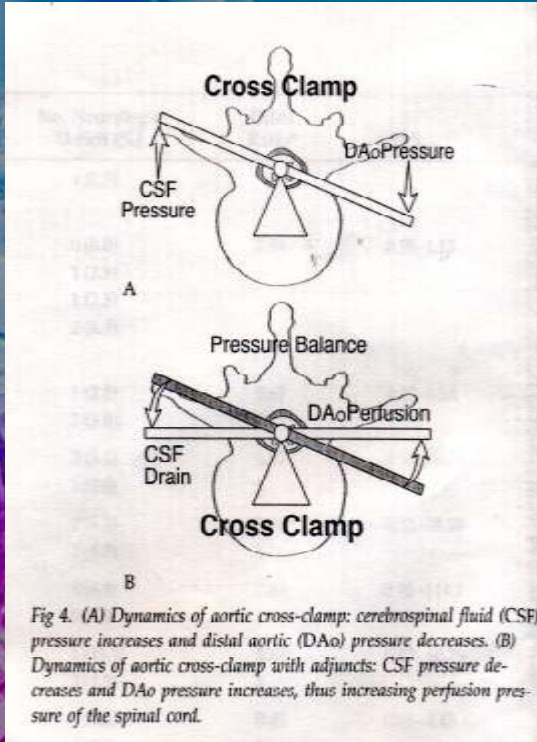 Cross Clamp
DAoPressure
CSF
Pressure
A
Pressure Balance
DAoPerfusion
CSF
Drain
Cross Clamp
B
Fig 4. (A) Dynamics of aortic cross-clamp: cerebrospinal fluid (CSF)
pressure increases and distal aortic (DAo) pressure decreases. (B)
Dynamics of aortic cross-clamp with adjuncts: CSF pressure de-
creases and DAo pressure increases, thus increasing perfusion pres-
sure of the spinal cord.